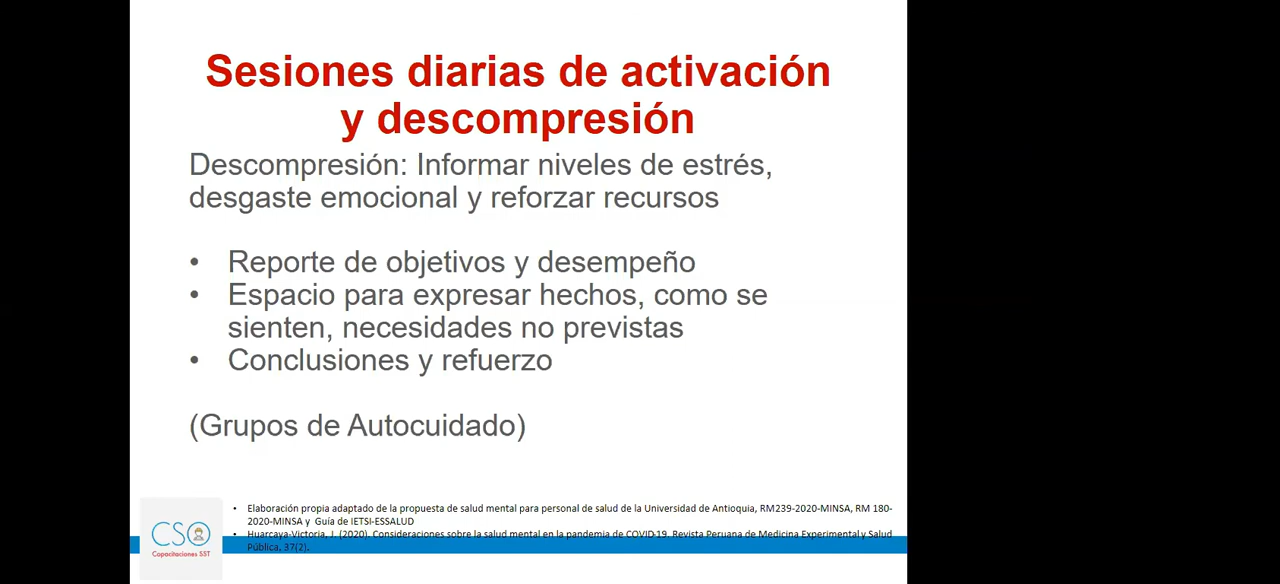 Sesiones diarias de activación
y descompresión
Descompresión: Informar niveles de estrés,
desgaste emocional y reforzar recursos
• Reporte de objetivos y desempeño
• Espacio para expresar hechos, como se
sienten, necesidades no previstas
• Conclusiones y refuerzo
(Grupos de Autocuidado)
• Elaboración propia adaptado de la propuesta de salud mental para personal de salud de la Universidad de Antioquia, RM239-2020-MINSA, RM 180-
2020-MINSA y Guía de IETSI-ESSALUD
• Huarcaya-Victoria, J. (2020). Consideraciones sobre la salud mental en la pandemia de COVID-19. Revista Peruana de Medicina Experimental y Salud
Pública, 37(2).
CSO
Capacitaciones SST